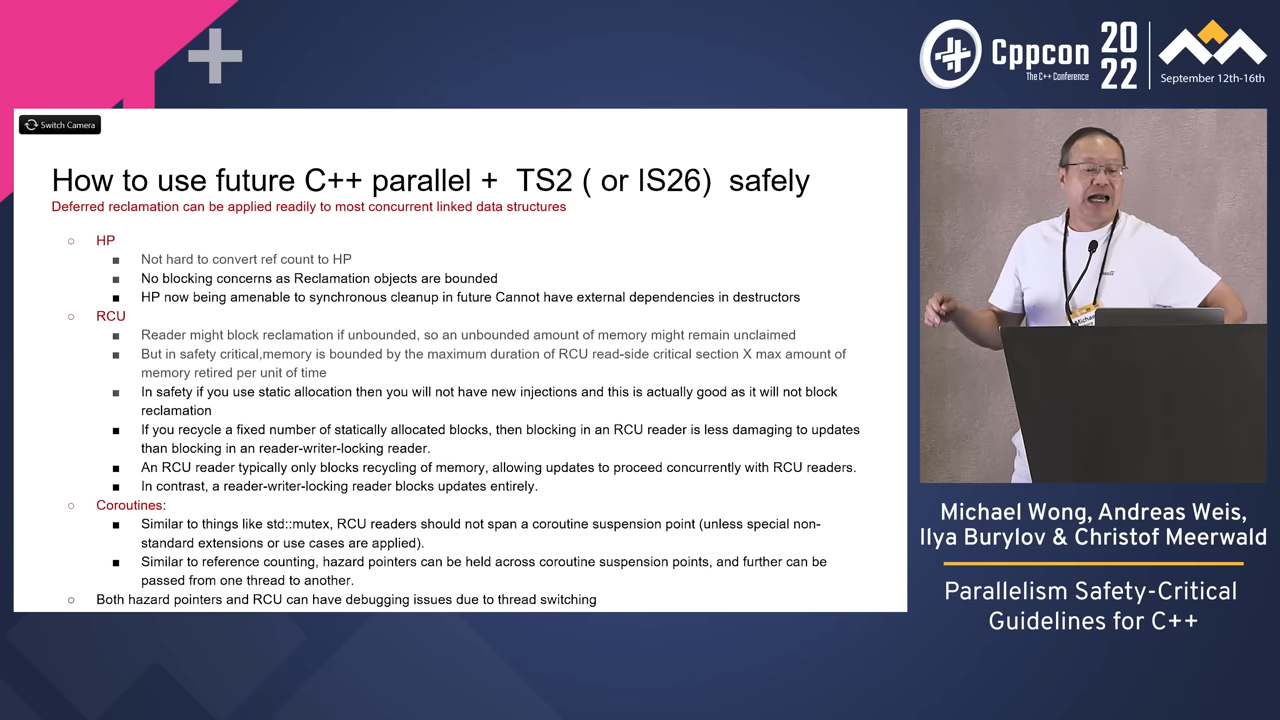 Cppcon
The C++ Conference
20
22
September 12th-16th
Switch Camera
How to use future C++ parallel + TS2 ( or IS26) safely
Deferred reclamation can be applied readily to most concurrent linked data structures
HP
Not hard to convert ref count to HP
No blocking concerns as Reclamation objects are bounded
HP now being amenable to synchronous cleanup in future Cannot have external dependencies in destructors
RCU
Reader might block reclamation if unbounded, so an unbounded amount of memory might remain unclaimed
But in safety critical,memory is bounded by the maximum duration of RCU read-side critical section X max amount of
memory retired per unit of time
In safety if you use static allocation then you will not have new injections and this is actually good as it will not block
reclamation
If you recycle a fixed number of statically allocated blocks, then blocking in an RCU reader is less damaging to updates
than blocking in an reader-writer-locking reader.
An RCU reader typically only blocks recycling of memory, allowing updates to proceed concurrently with RCU readers.
In contrast, a reader-writer-locking reader blocks updates entirely.
Coroutines:
Similar to things like std::mutex, RCU readers should not span a coroutine suspension point (unless special non-
standard extensions or use cases are applied).
Similar to reference counting, hazard pointers can be held across coroutine suspension points, and further can be
passed from one thread to another.
Both hazard pointers and RCU can have debugging issues due to thread switching
Michael Wong, Andreas Weis,
Ilya Burylov & Christof Meerwald
Parallelism Safety-Critical
Guidelines for C++